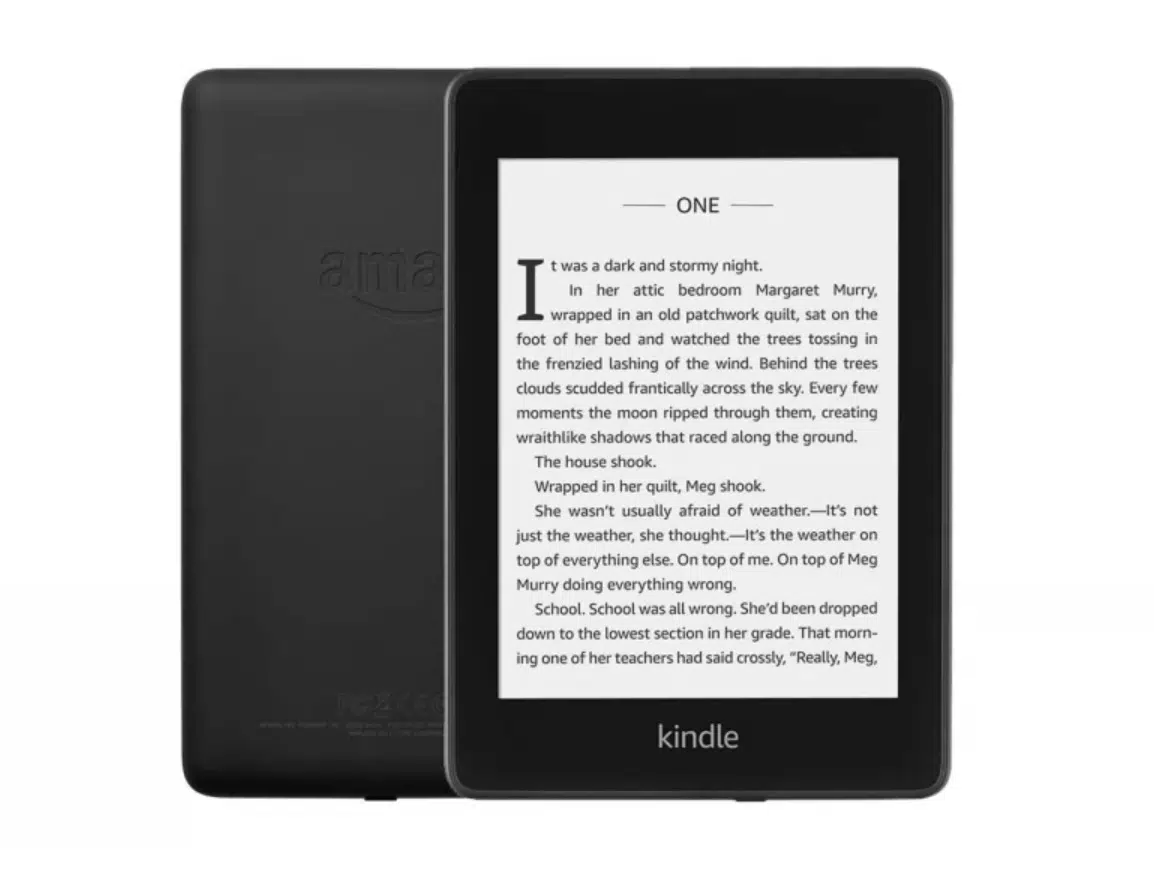 amazon
ONE
It was a dark and stormy night.
In her attic bedroom Margaret Murry,
wrapped in an old patchwork quilt, sat on the
foot of her bed and watched the trees tossing in
the frenzied lashing of the wind. Behind the trees
clouds scudded frantically across the sky. Every few
moments the moon ripped through them, creating
wraithlike shadows that raced along the ground.
The house shook.
Wrapped in her quilt, Meg shook.
She wasn’t usually afraid of weather.—It’s not
just the weather, she thought.—It’s the weather on
top of everything else. On top of me. On top of Meg
Murry doing everything wrong.
School. School was all wrong. She’d been dropped
down to the lowest section in her grade. That morn-
ing one of her teachers had said crossly, “Really, Meg,
kindle